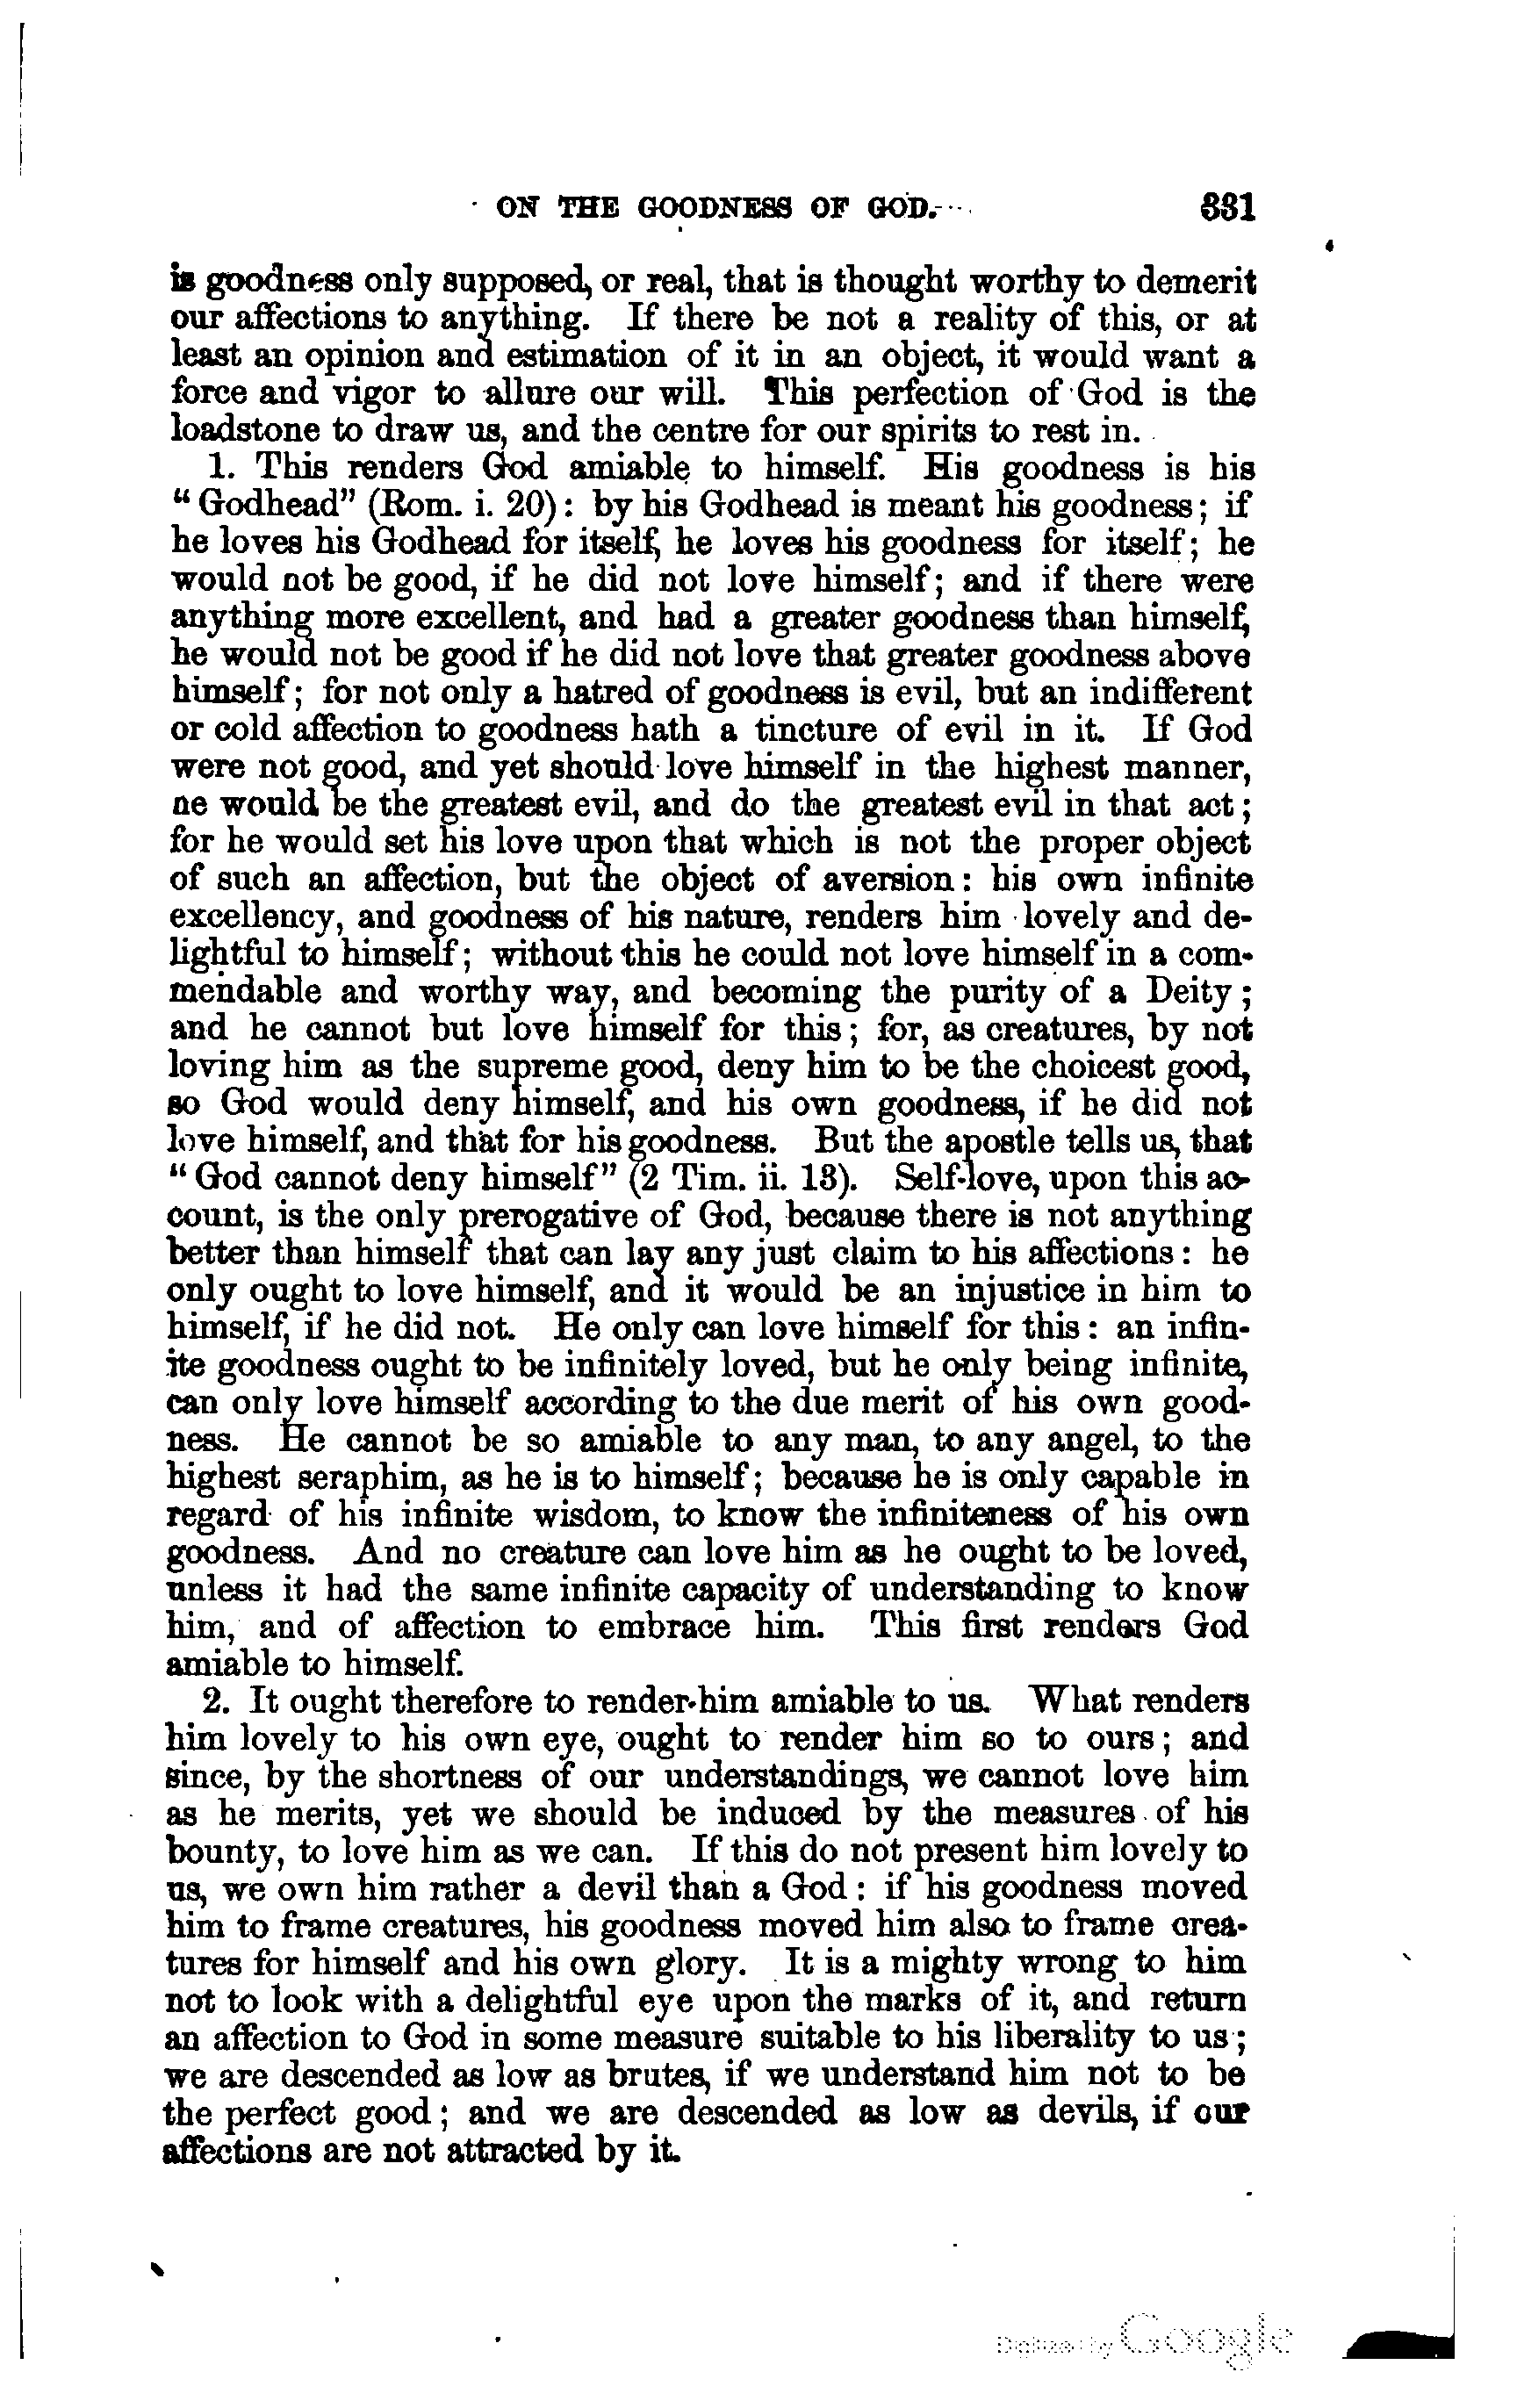 ON THE GOODNESS OF GOD. 331
is goodness only supposed, or real, that is thought worthy to demerit
our affections to anything. If there be not a reality of this, or at
least an opinion and estimation of it in an object, it would want a
force and vigor to allure our will. This perfection of God is the
loadstone to draw us, and the centre for our spirits to rest in.
1. This renders God amiable to himself. His goodness is his
"Godhead" (Rom. i. 20): by his Godhead is meant his goodness; if
he loves his Godhead for itself, he loves his goodness for itself; he
would not be good, if he did not love himself; and if there were
anything more excellent, and had a greater goodness than himself,
he would not be good if he did not love that greater goodness above
himself; for not only a hatred of goodness is evil, but an indifferent
or cold affection to goodness hath a tincture of evil in it. If God
were not good, and yet should love himself in the highest manner,
he would be the greatest evil, and do the greatest evil in that act;
for he would set his love upon that which is not the proper object
of such an affection, but the object of aversion: his own infinite
excellency, and goodness of his nature, renders him lovely and de-
lightful to himself; without this he could not love himself in a com-
mendable and worthy way, and becoming the purity of a Deity;
and he cannot but love himself for this; for, as creatures, by not
loving him as the supreme good, deny him to be the choicest good,
so God would deny himself, and his own goodness, if he did not
love himself, and that for his goodness. But the apostle tells us, that
"God cannot deny himself" (2 Tim. ii. 13). Self-love, upon this ac-
count, is the only prerogative of God, because there is not anything
better than himself that can lay any just claim to his affections: he
only ought to love himself, and it would be an injustice in him to
himself, if he did not. He only can love himself for this: an infin-
ite goodness ought to be infinitely loved, but he only being infinite,
can only love himself according to the due merit of his own good-
ness. He cannot be so amiable to any man, to any angel, to the
highest seraphim, as he is to himself; because he is only capable in
regard of his infinite wisdom, to know the infiniteness of his own
goodness. And no creature can love him as he ought to be loved,
unless it had the same infinite capacity of understanding to know
him, and of affection to embrace him. This first renders God
amiable to himself.
2. It ought therefore to render him amiable to us. What renders
him lovely to his own eye, ought to render him so to ours; and
since, by the shortness of our understandings, we cannot love him
as he merits, yet we should be induced by the measures of his
bounty, to love him as we can. If this do not present him lovely to
us, we own him rather a devil than a God: if his goodness moved
him to frame creatures, his goodness moved him also to frame crea-
tures for himself and his own glory. It is a mighty wrong to him
not to look with a delightful eye upon the marks of it, and return
an affection to God in some measure suitable to his liberality to us;
we are descended as low as brutes, if we understand him not to be
the perfect good; and we are descended as low as devils, if our
affections are not attracted by it.
Digitized by Google